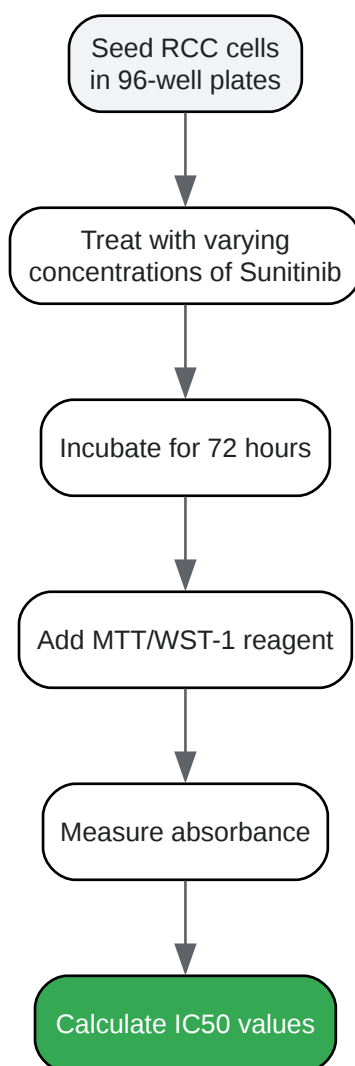 Seed RCC cells
in 96-well plates
Treat with varying
concentrations of Sunitinib
Incubate for 72 hours
Add MTT/WST-1 reagent
Measure absorbance
Calculate IC50 values